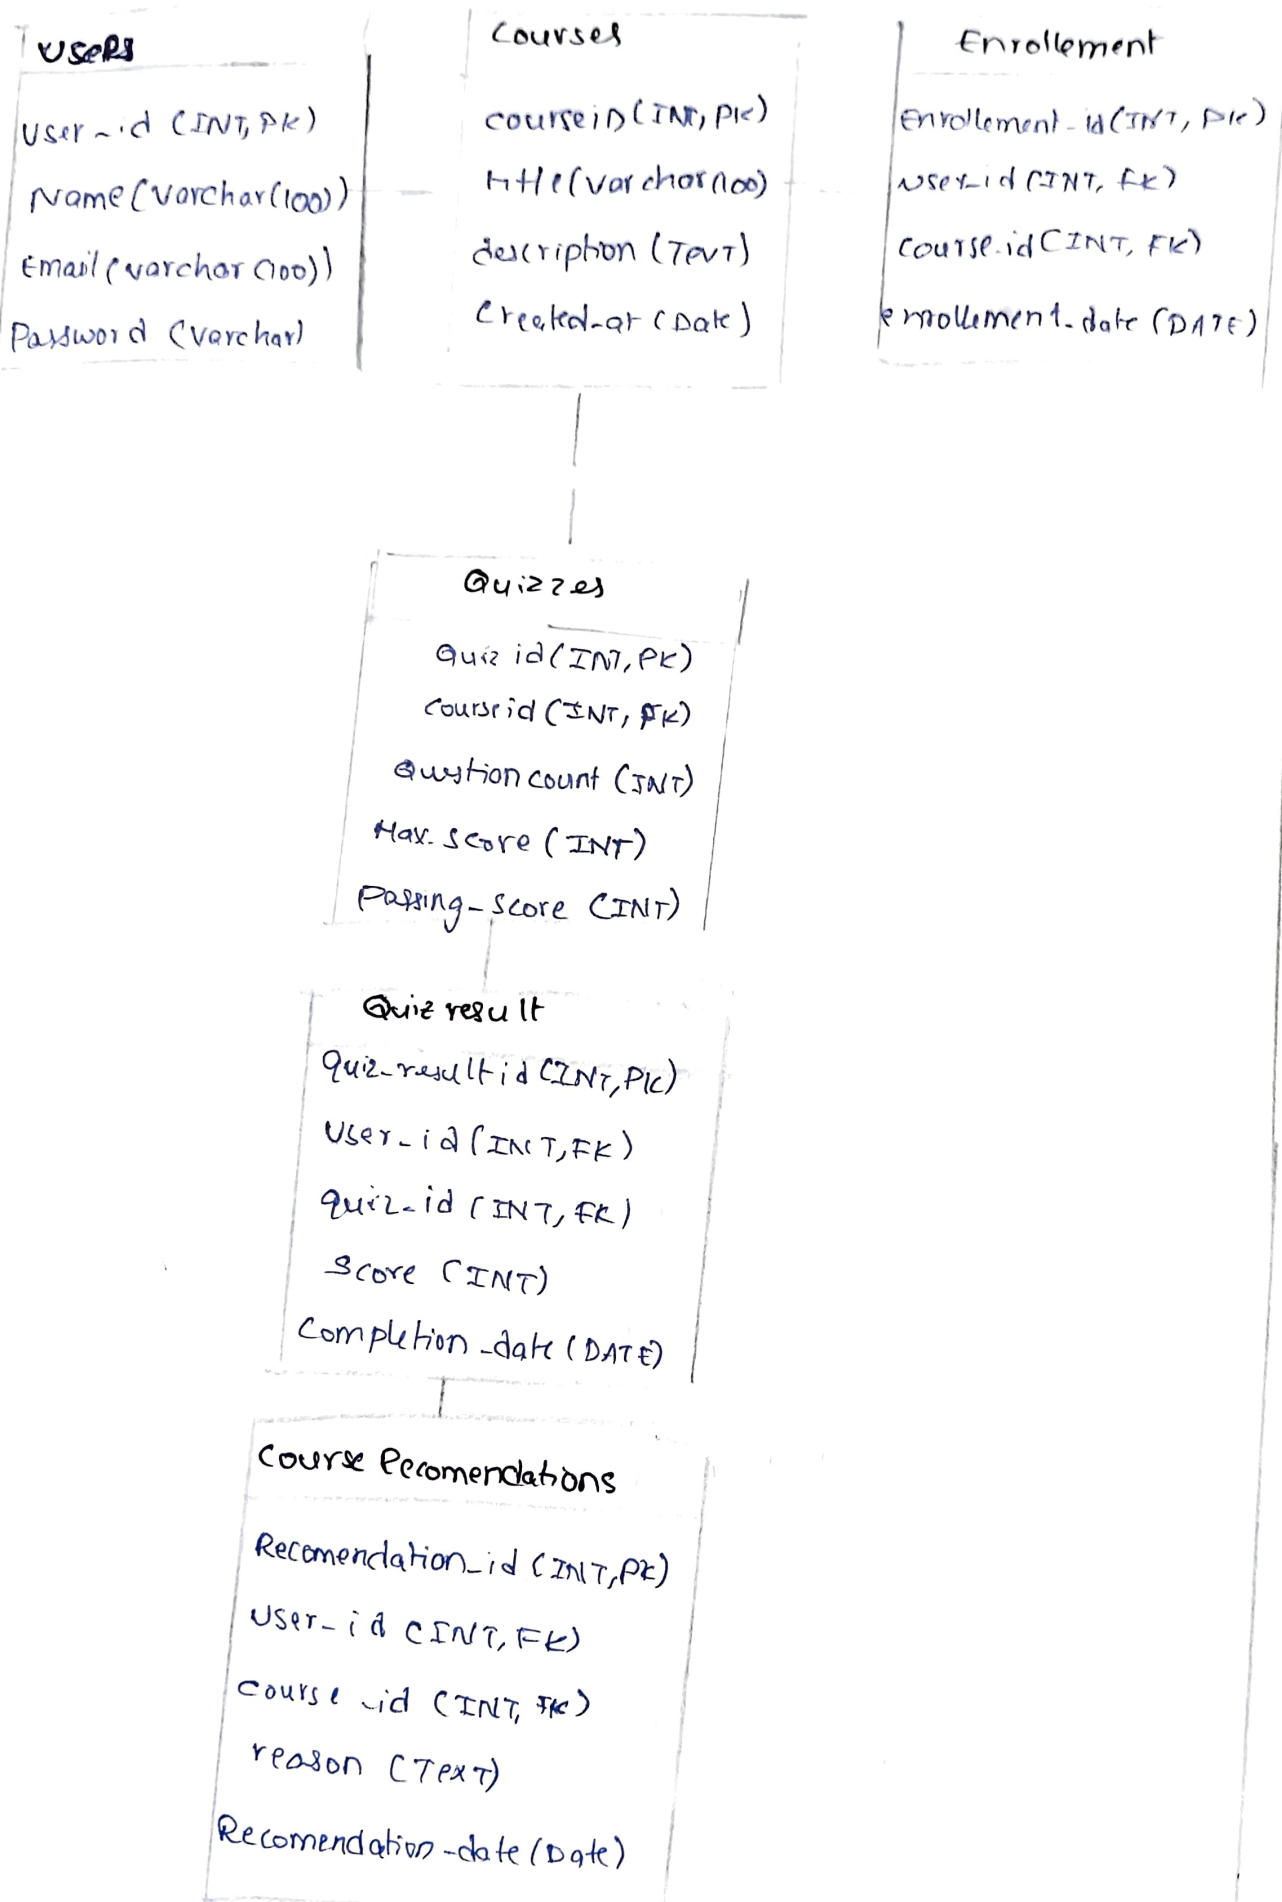 Users
User-id (INT, PK)
Name (Varchar(100))
Email (varchar (100))
Password (Varchar)
Courses
courseiD (INT, PK)
title (varchar 100)
description (TexT)
Created-at (Date)
Enrollement
Enrollement-id (INT, PK)
user-id (INT, FK)
course-id (INT, FK)
enrollement-date (DATE)
Quizzes
Quiz id (INT, PK)
Course id (INT, FK)
Question count (INT)
Max-score (INT)
Passing-score (INT)
Quiz result
quiz-result id (INT, PK)
User-id (INT, FK)
quiz-id (INT, FK)
Score (INT)
Completion-date (DATE)
Course Recomendations
Recomendation-id (INT, PK)
User-id (INT, FK)
course-id (INT, FK)
reason (TexT)
Recomendation-date (Date)